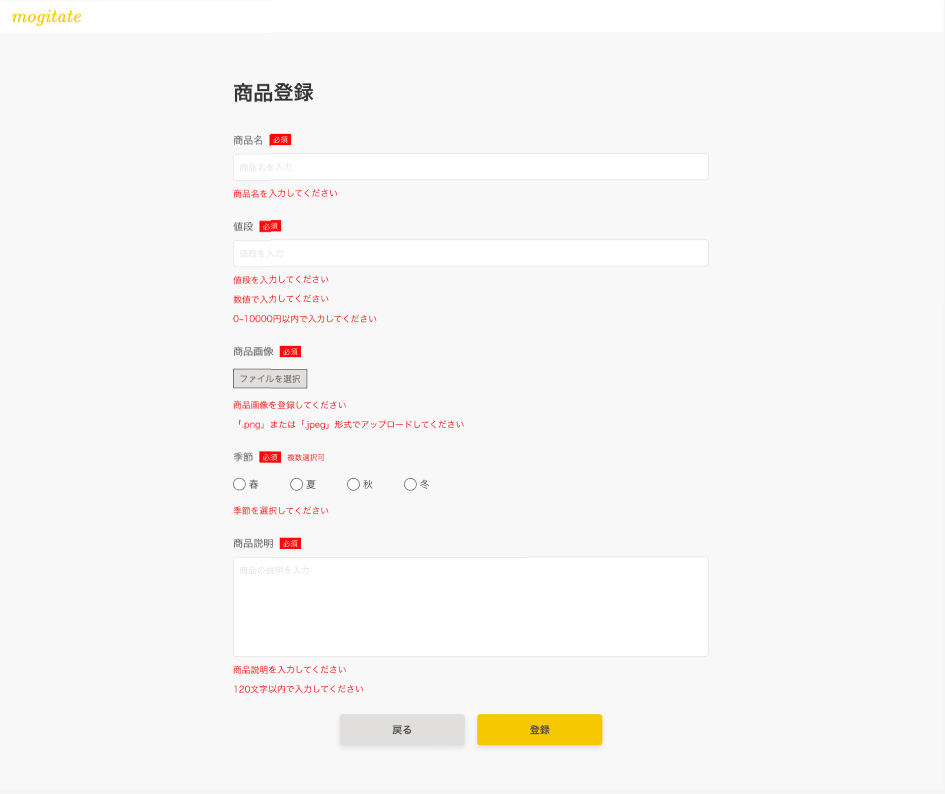 mogitate
商品登録
商品名 必須
商品名を入力
商品名を入力してください
値段 必須
値段を入力
値段を入力してください
数値で入力してください
0~10000円以内で入力してください
商品画像 必須
ファイルを選択
商品画像を登録してください
「.png」または「.jpeg」形式でアップロードしてください
季節 必須 複数選択可
春 夏 秋 冬
季節を選択してください
商品説明 必須
商品の説明を入力
商品説明を入力してください
120文字以内で入力してください
戻る 登録